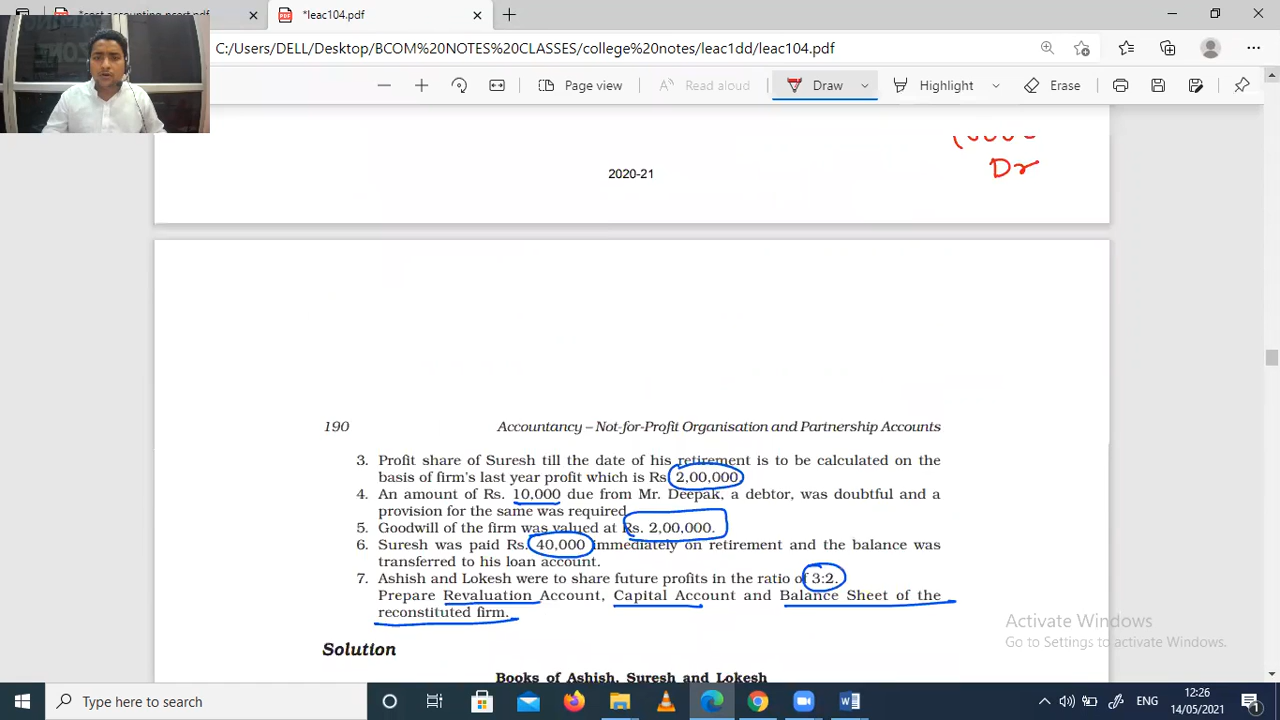 *leac104.pdf
C:/Users/DELL/Desktop/BCOM%20NOTES%20CLASSES/college%20notes/leac1dd/leac104.pdf
Page view
Read aloud
Draw
Highlight
Erase
Dr
2020-21
190 Accountancy – Not-for-Profit Organisation and Partnership Accounts
3. Profit share of Suresh till the date of his retirement is to be calculated on the
basis of firm's last year profit which is Rs 2,00,000.
4. An amount of Rs. 10,000 due from Mr. Deepak, a debtor, was doubtful and a
provision for the same was required.
5. Goodwill of the firm was valued at Rs. 2,00,000.
6. Suresh was paid Rs. 40,000 immediately on retirement and the balance was
transferred to his loan account.
7. Ashish and Lokesh were to share future profits in the ratio of 3:2.
Prepare Revaluation Account, Capital Account and Balance Sheet of the
reconstituted firm.
Solution
Books of Ashish, Suresh and Lokesh
Activate Windows
Go to Settings to activate Windows.
Type here to search
ENG
12:26
14/05/2021